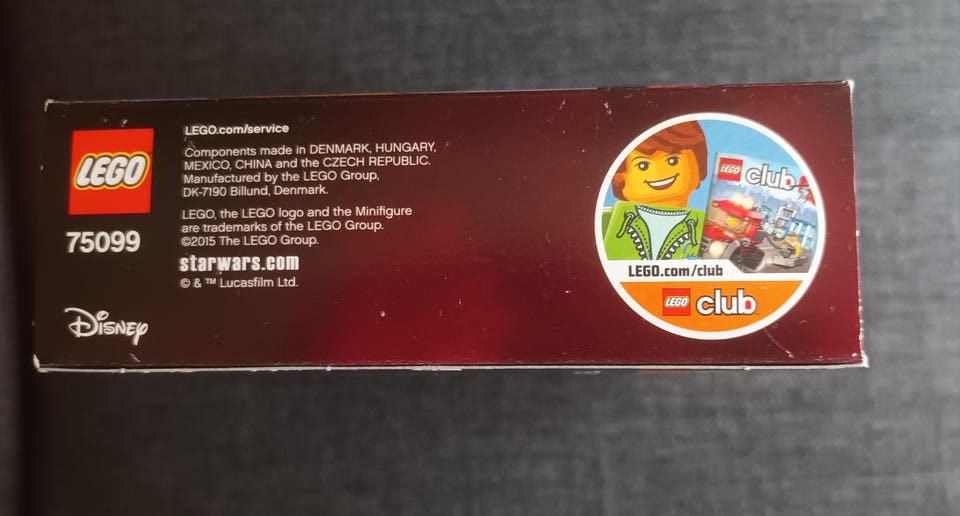 LEGO
75099
DISNEY
LEGO.com/service
Components made in DENMARK, HUNGARY,
MEXICO, CHINA and the CZECH REPUBLIC.
Manufactured by the LEGO Group,
DK-7190 Billund, Denmark.
LEGO, the LEGO logo and the Minifigure
are trademarks of the LEGO Group.
©2015 The LEGO Group.
starwars.com
© & ™ Lucasfilm Ltd.
LEGO club
LEGO.com/club
LEGO club™